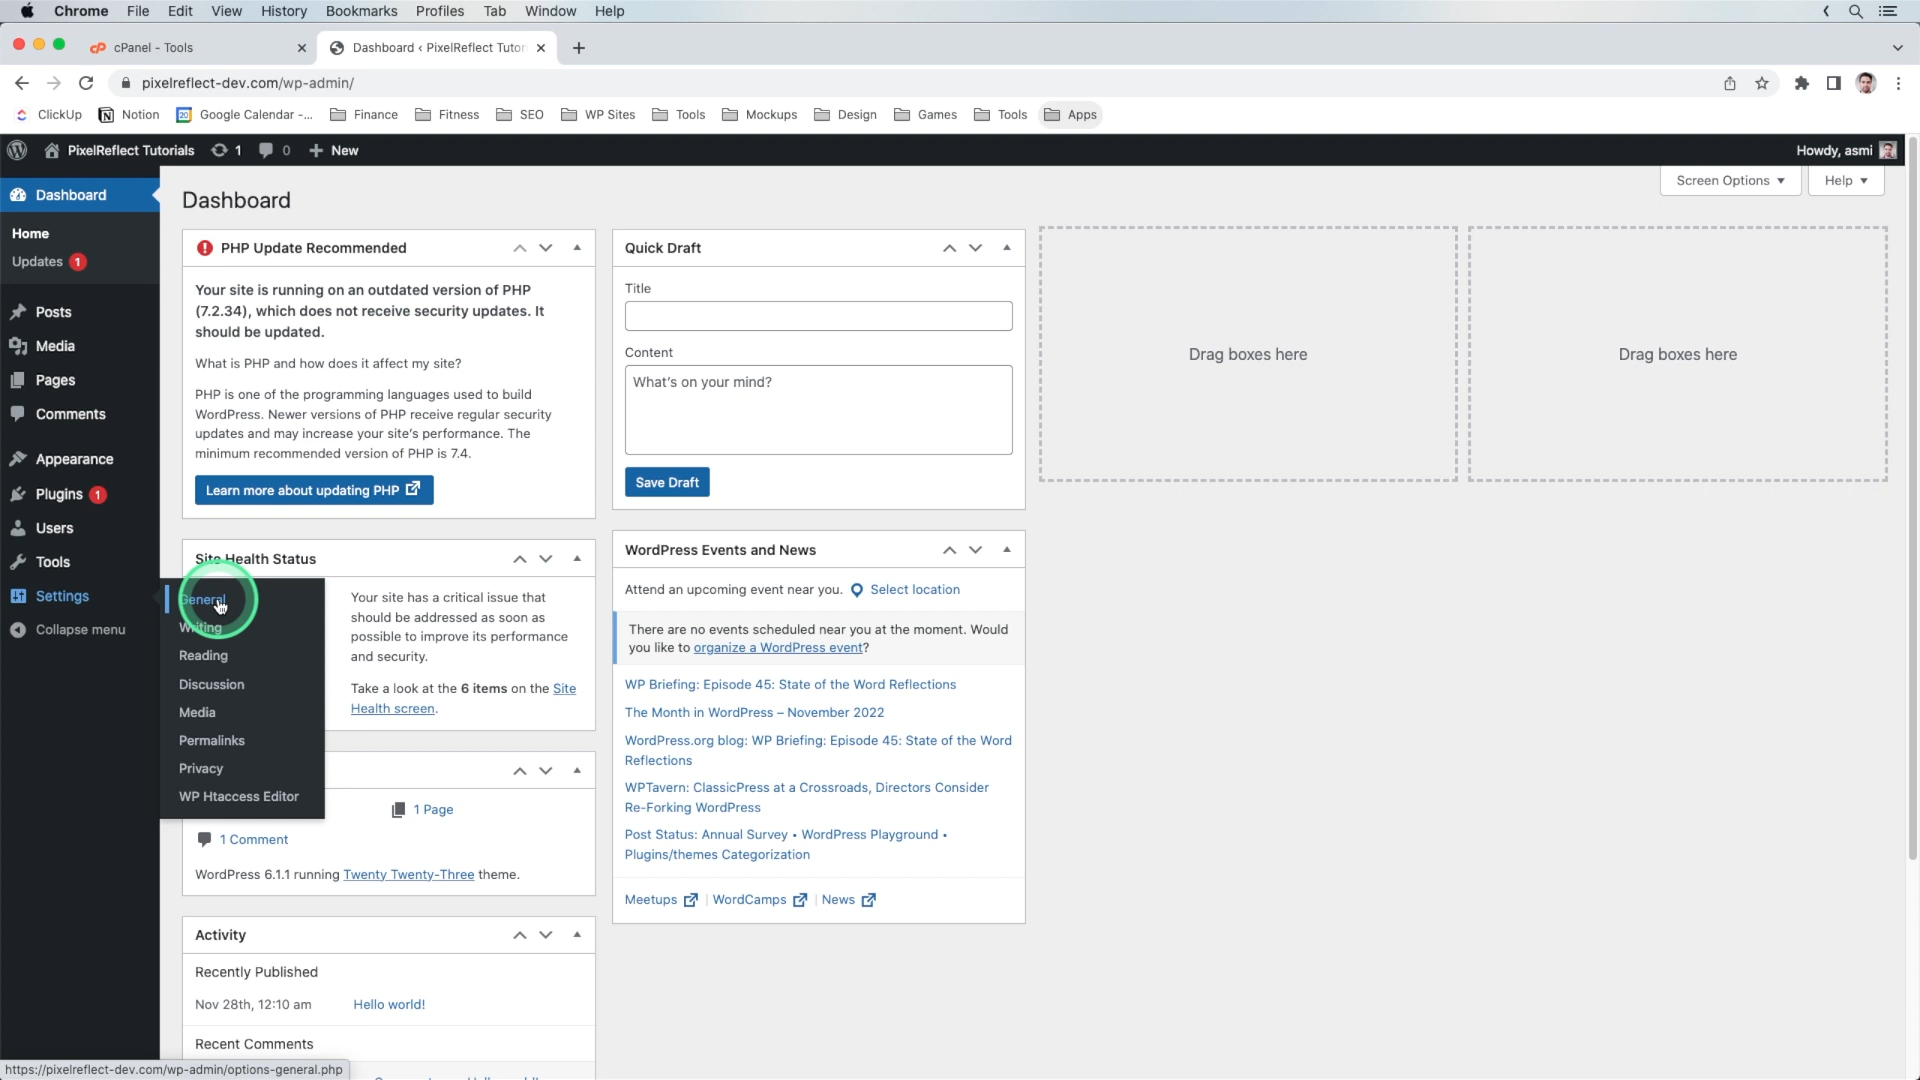 Chrome File Edit View History Bookmarks Profiles Tab Window Help
cPanel - Tools
Dashboard ‹ PixelReflect Tutor
pixelreflect-dev.com/wp-admin/
ClickUp Notion Google Calendar -... Finance Fitness SEO WP Sites Tools Mockups Design Games Tools Apps
PixelReflect Tutorials 1 0 New Howdy, asmi
Dashboard
Home
Updates 1
Posts
Media
Pages
Comments
Appearance
Plugins 1
Users
Tools
Settings
Collapse menu
General
Writing
Reading
Discussion
Media
Permalinks
Privacy
WP Htaccess Editor
Screen Options Help
Dashboard
PHP Update Recommended
Your site is running on an outdated version of PHP
(7.2.34), which does not receive security updates. It
should be updated.
What is PHP and how does it affect my site?
PHP is one of the programming languages used to build
WordPress. Newer versions of PHP receive regular security
updates and may increase your site's performance. The
minimum recommended version of PHP is 7.4.
Learn more about updating PHP
Site Health Status
Your site has a critical issue that
should be addressed as soon as
possible to improve its performance
and security.
Take a look at the 6 items on the Site
Health screen.
1 Page
1 Comment
WordPress 6.1.1 running Twenty Twenty-Three theme.
Activity
Recently Published
Nov 28th, 12:10 am Hello world!
Recent Comments
Quick Draft
Title
Content
What's on your mind?
Save Draft
WordPress Events and News
Attend an upcoming event near you. Select location
There are no events scheduled near you at the moment. Would
you like to organize a WordPress event?
WP Briefing: Episode 45: State of the Word Reflections
The Month in WordPress – November 2022
WordPress.org blog: WP Briefing: Episode 45: State of the Word
Reflections
WPTavern: ClassicPress at a Crossroads, Directors Consider
Re-Forking WordPress
Post Status: Annual Survey • WordPress Playground •
Plugins/themes Categorization
Meetups | WordCamps | News
Drag boxes here
Drag boxes here
https://pixelreflect-dev.com/wp-admin/options-general.php